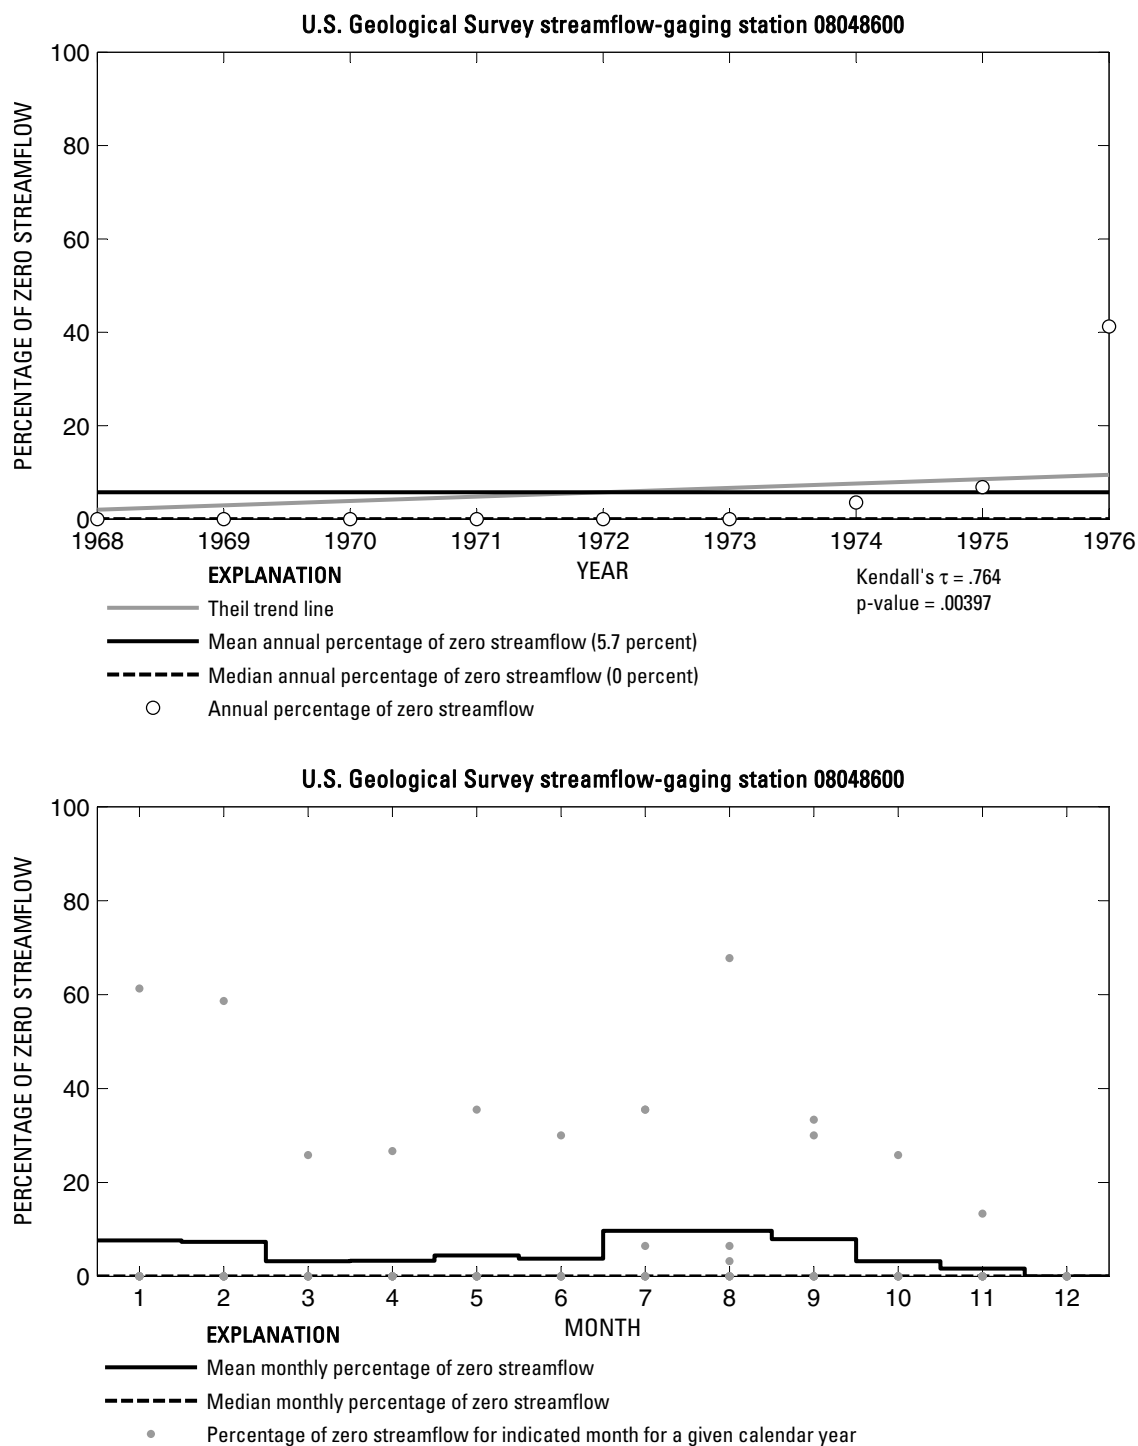 U.S. Geological Survey streamflow-gaging station 08048600
PERCENTAGE OF ZERO STREAMFLOW
100
80
60
40
20
0
1968 1969 1970 1971 1972 1973 1974 1975 1976
YEAR
EXPLANATION
Theil trend line
Mean annual percentage of zero streamflow (5.7 percent)
Median annual percentage of zero streamflow (0 percent)
Annual percentage of zero streamflow
Kendall's τ = .764
p-value = .00397
U.S. Geological Survey streamflow-gaging station 08048600
PERCENTAGE OF ZERO STREAMFLOW
100
80
60
40
20
0
1 2 3 4 5 6 7 8 9 10 11 12
MONTH
EXPLANATION
Mean monthly percentage of zero streamflow
Median monthly percentage of zero streamflow
Percentage of zero streamflow for indicated month for a given calendar year